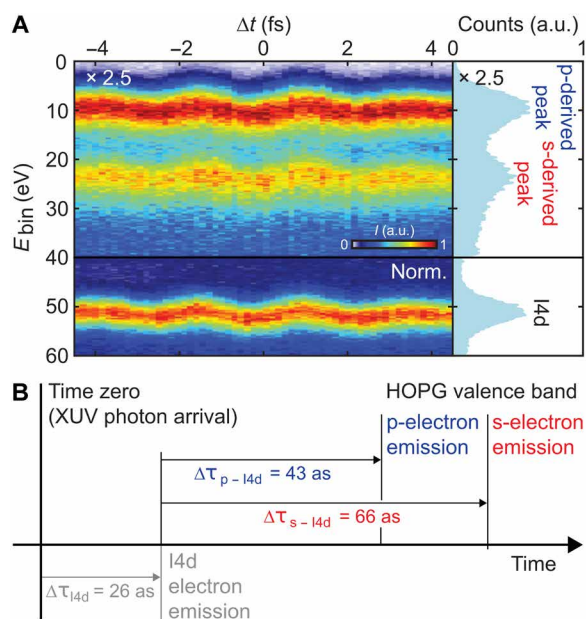 A
Δt (fs)
Counts (a.u.)
−4 −2 0 2 4
0 1
0
10
20
30
40
50
60
E_bin (eV)
× 2.5
× 2.5
p-derived
peak
s-derived
peak
I (a.u.)
0 1
Norm.
I4d
B
Time zero
(XUV photon arrival)
HOPG valence band
p-electron
emission
s-electron
emission
Δτ_p – I4d = 43 as
Δτ_s – I4d = 66 as
Time
Δτ_I4d = 26 as
I4d
electron
emission